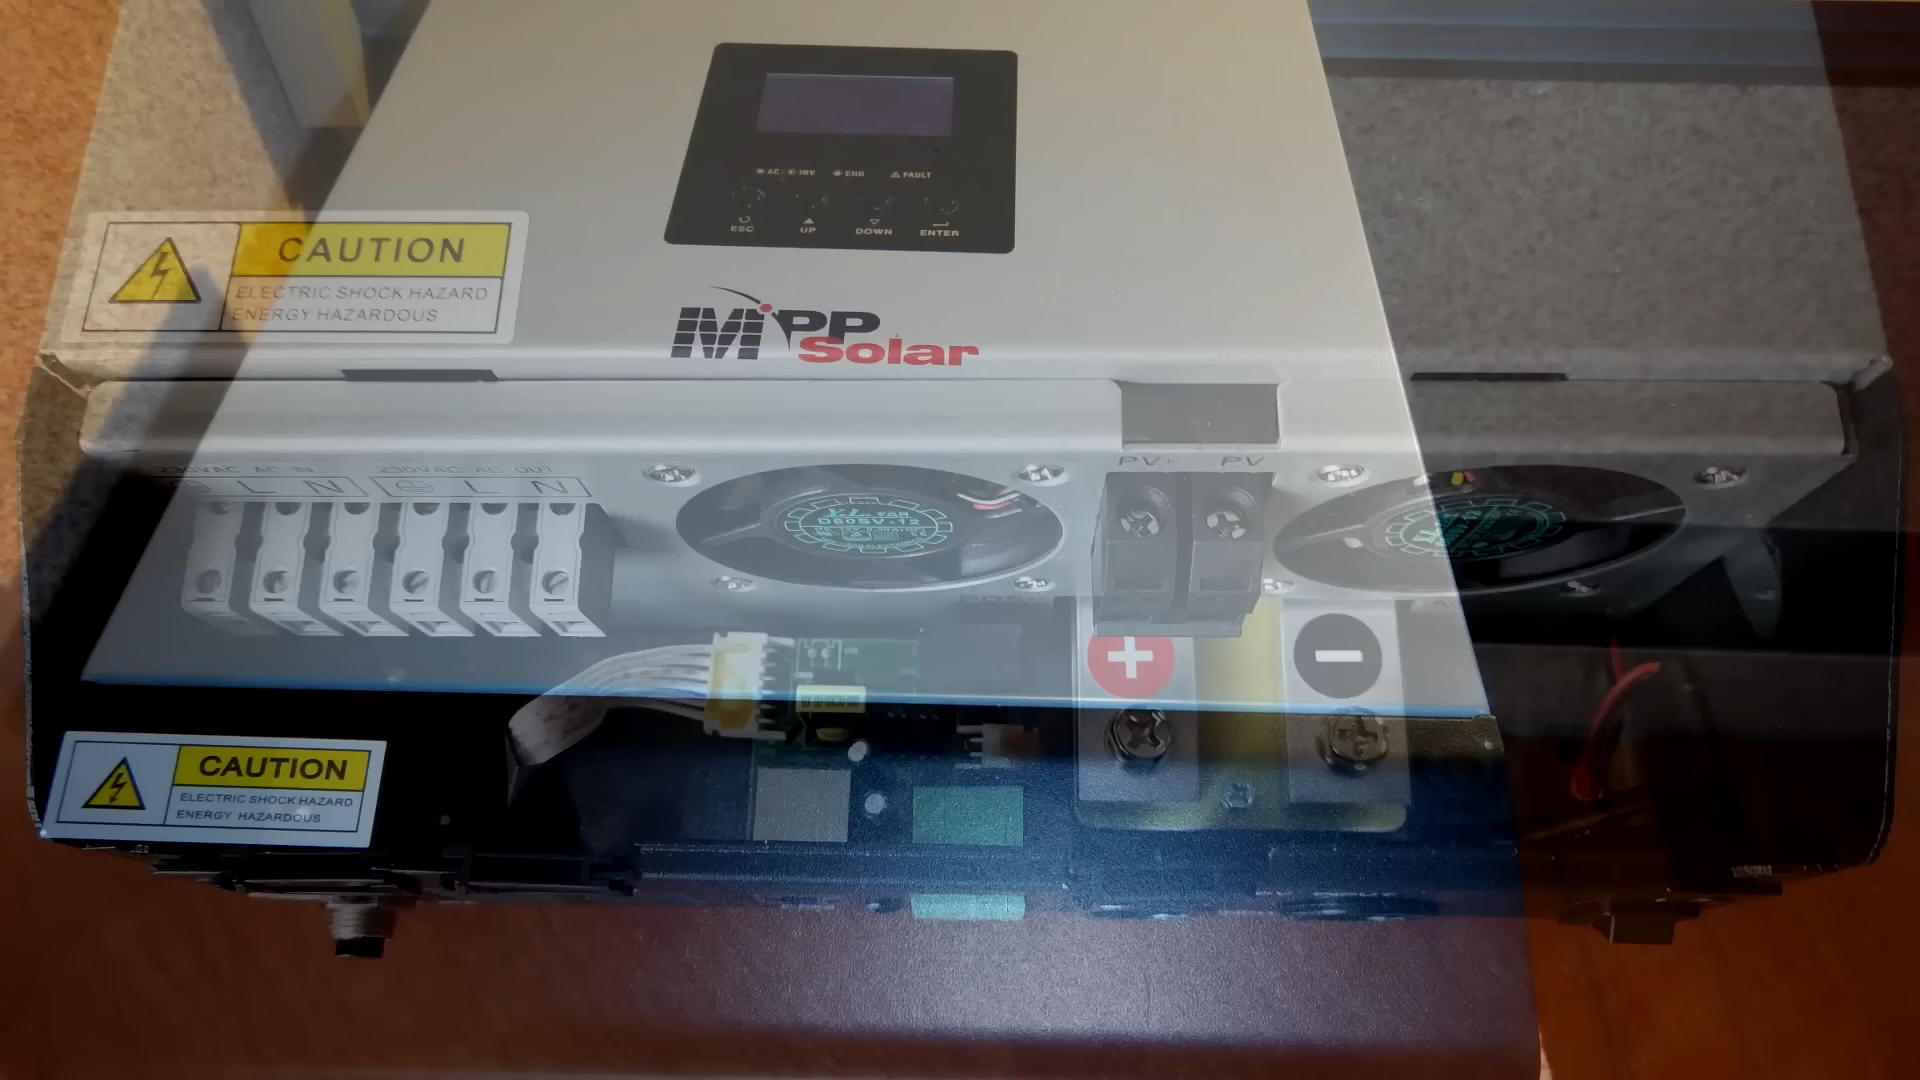 AC/ INV CHG FAULT
ESC UP DOWN ENTER
CAUTION
ELECTRIC SHOCK HAZARD
ENERGY HAZARDOUS
MPP
Solar
230VAC AC IN 230VAC AC OUT
L N L N
PV+ PV
Y.L. FAN
D60SV-12
+ -
CAUTION
ELECTRIC SHOCK HAZARD
ENERGY HAZARDOUS